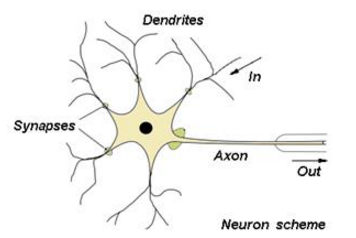 Dendrites
In
Synapses
Axon
Out
Neuron scheme